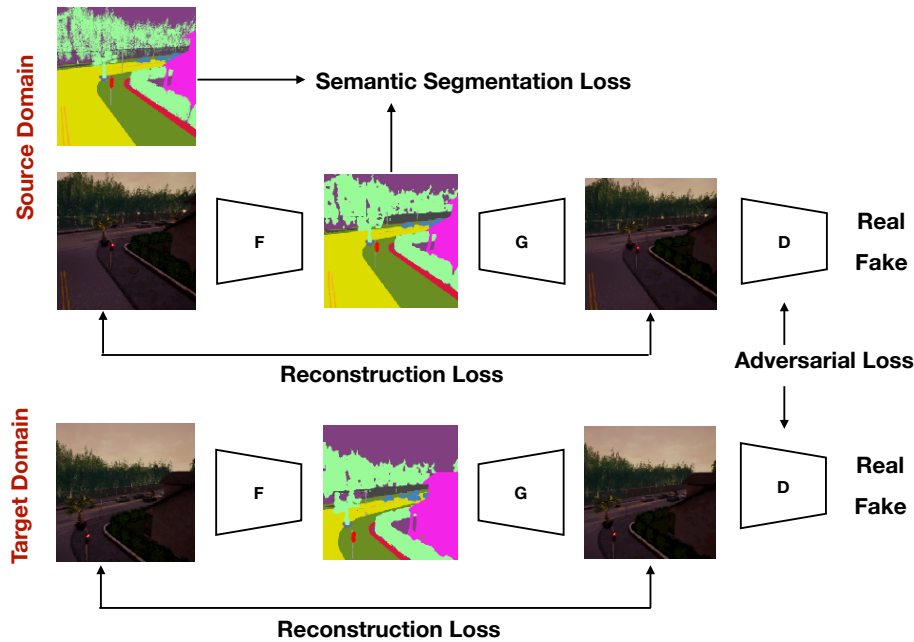 Source Domain
Semantic Segmentation Loss
F
G
D
Real
Fake
Reconstruction Loss
Adversarial Loss
Target Domain
F
G
D
Real
Fake
Reconstruction Loss